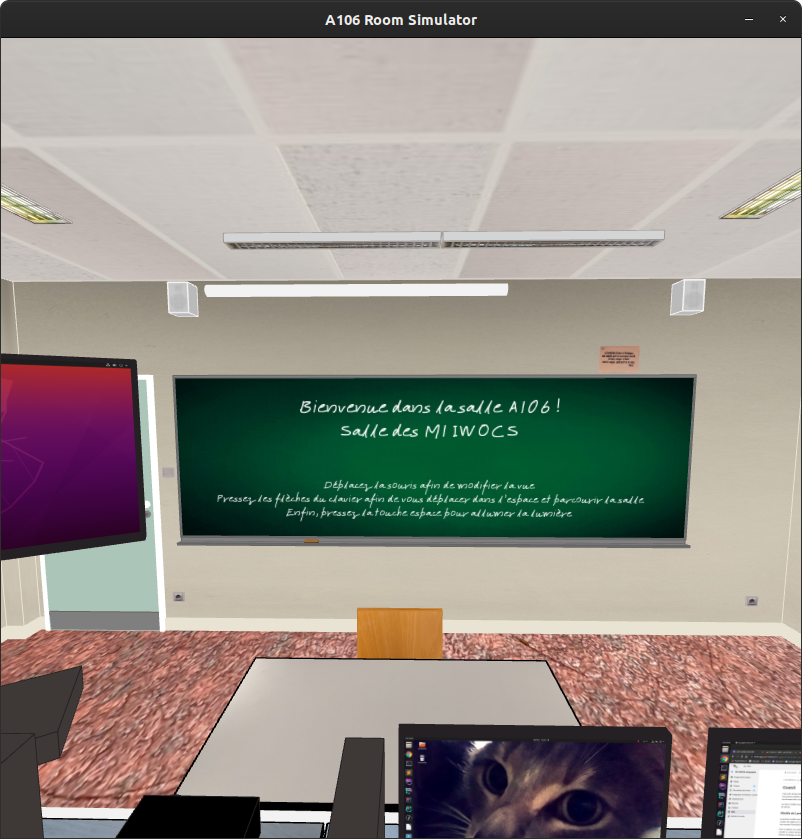 A106 Room Simulator
Bienvenue dans la salle A106 !
Salle des MIIWOCS
Déplacez la souris afin de modifier la vue
Pressez les flèches du clavier afin de vous déplacer dans l'espace et parcourir la salle
Enfin, pressez la touche espace pour allumer la lumière